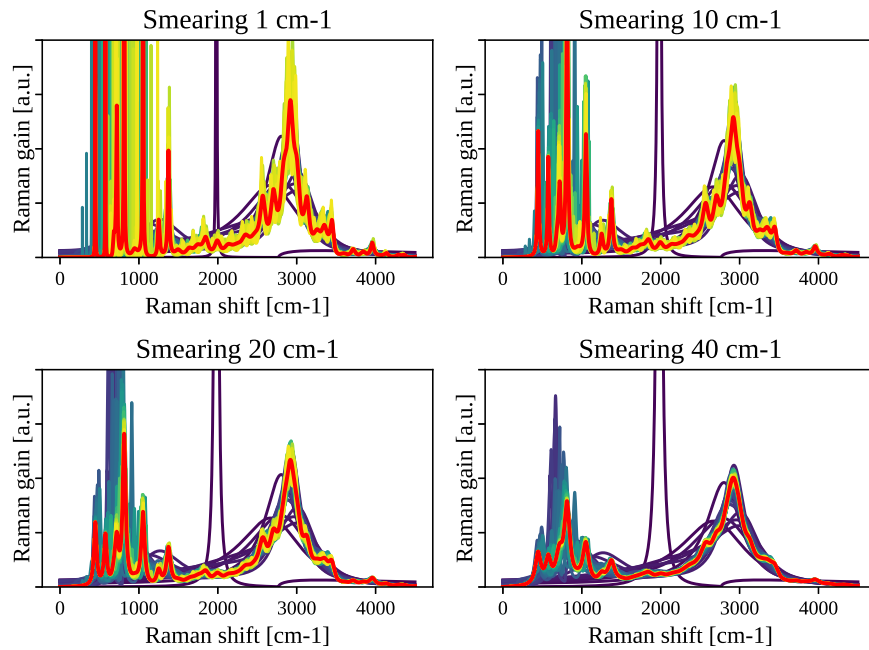 Smearing 1 cm-1
Smearing 10 cm-1
Raman gain [a.u.]
Raman gain [a.u.]
0 1000 2000 3000 4000
0 1000 2000 3000 4000
Raman shift [cm-1]
Raman shift [cm-1]
Smearing 20 cm-1
Smearing 40 cm-1
Raman gain [a.u.]
Raman gain [a.u.]
0 1000 2000 3000 4000
0 1000 2000 3000 4000
Raman shift [cm-1]
Raman shift [cm-1]